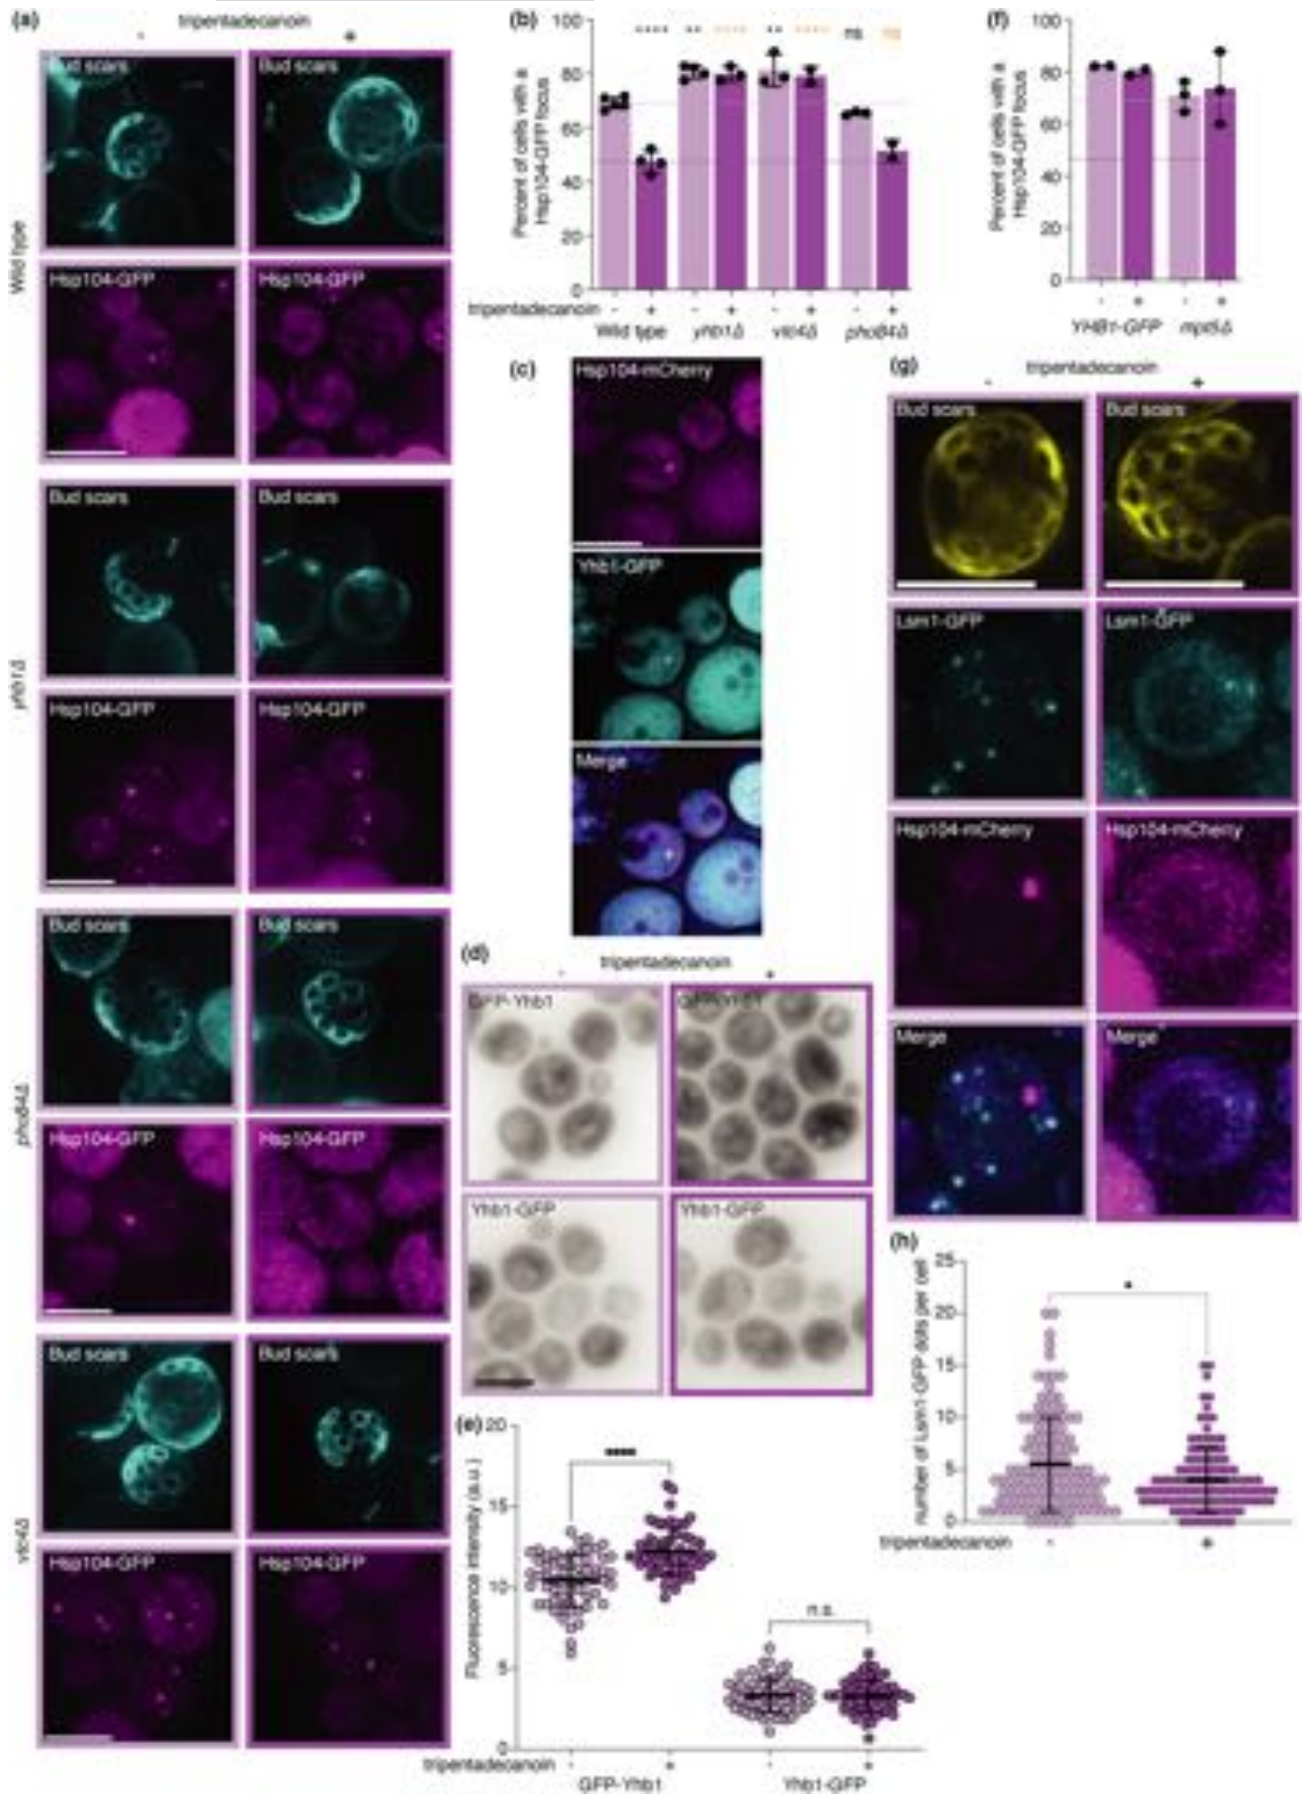 (a)
tripentadecanoin
- +
Wild type
Bud scars
Bud scars
Hsp104-GFP
Hsp104-GFP
yhb1Δ
Bud scars
Bud scars
Hsp104-GFP
Hsp104-GFP
pho84Δ
Bud scars
Bud scars
Hsp104-GFP
Hsp104-GFP
vtc4Δ
Bud scars
Bud scars
Hsp104-GFP
Hsp104-GFP
(b)
Percent of cells with a
Hsp104-GFP focus
100
80
60
40
20
0
**** ** **** ** **** ns ns
tripentadecanoin - + - + - + - +
Wild type yhb1Δ vtc4Δ pho84Δ
(c)
Hsp104-mCherry
Yhb1-GFP
Merge
(d)
tripentadecanoin
- +
GFP-Yhb1
GFP-Yhb1
Yhb1-GFP
Yhb1-GFP
(e)
Fluorescence intensity (a.u.)
20
15
10
5
0
****
n.s.
tripentadecanoin - + - +
GFP-Yhb1 Yhb1-GFP
(f)
Percent of cells with a
Hsp104-GFP focus
100
80
60
40
20
0
- + - +
YHB1-GFP mpt5Δ
(g)
tripentadecanoin
- +
Bud scars
Bud scars
Lsm1-GFP
Lsm1-GFP
Hsp104-mCherry
Hsp104-mCherry
Merge
Merge
(h)
number of Lsm1-GFP dots per cell
25
20
15
10
5
0
*
tripentadecanoin - +